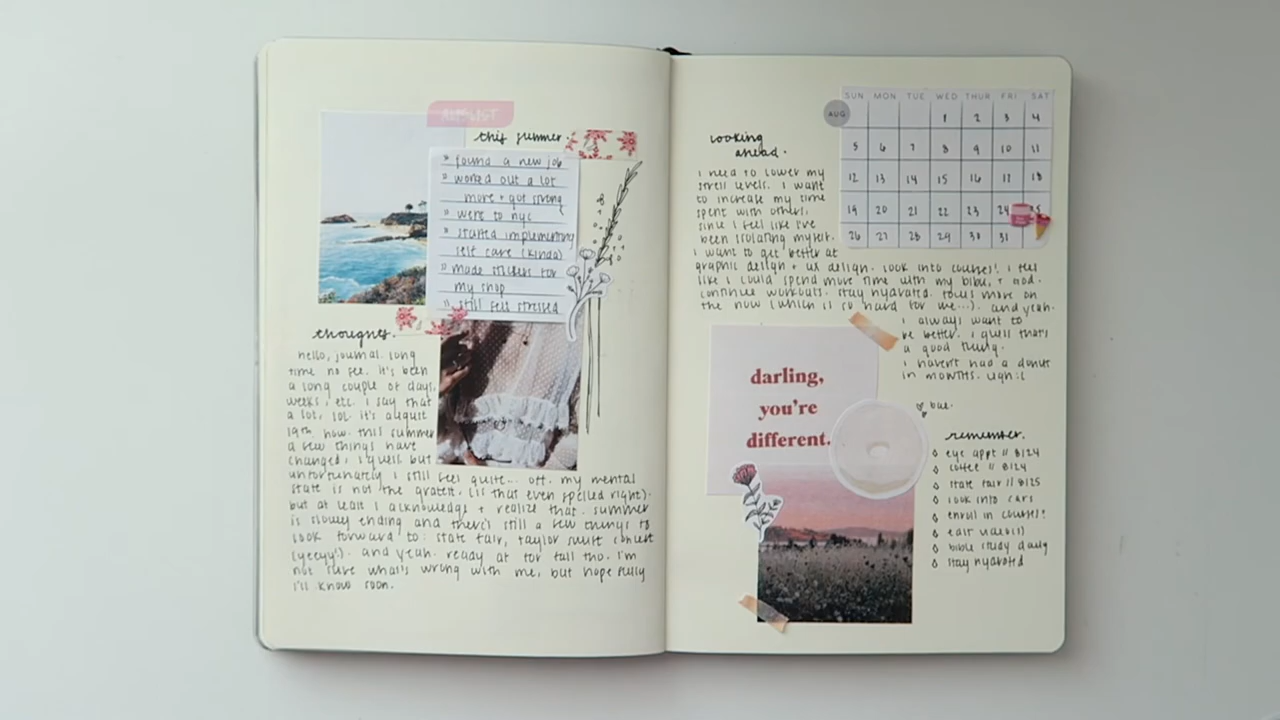 AUGUST
this summer.
» found a new job
» worked out a lot
more + got strong
» went to nyc
» started implementing
self care (kinda)
» made stickers for
my shop
» still feel stressed
thoughts.
hello, journal. long
time no see. it's been
a long couple of days,
weeks, etc. i say that
a lot, lol. it's august
19th, now. this summer
a few things have
changed, i guess but
unfortunately i still feel quite... off. my mental
state is not the gratest. (is that even spelled right).
but at least i acknowledge + realize that. summer
is slowly ending and there's still a few things to
look forward to: state fair, taylor swift concert
(yeeyy!). and yeah. ready af for fall tho. i'm
not sure what's wrong with me, but hopefully
i'll know soon.
looking
ahead.
i need to lower my
stress levels. i want
to increase my time
spent with others,
since i feel like i've
been isolating myself.
i want to get better at
graphic design + ux design. look into courses! i feel
like i could spend more time with my bible, + god.
continue workouts. stay hydrated. focus more on
the now (which is so hard for me...). and yeah.
i always want to
be better. i guess that's
a good thing.
i haven't had a donut
in months. ugh :(
AUG
SUN MON TUE WED THUR FRI SAT
1 2 3 4
5 6 7 8 9 10 11
12 13 14 15 16 17 18
19 20 21 22 23 24
26 27 28 29 30 31
darling,
you're
different.
bae.
remember.
eye appt // 8/24
coffee // 8/24
state fair // 8/25
look into cars
enroll in courses!
bible study daily
stay hydrated